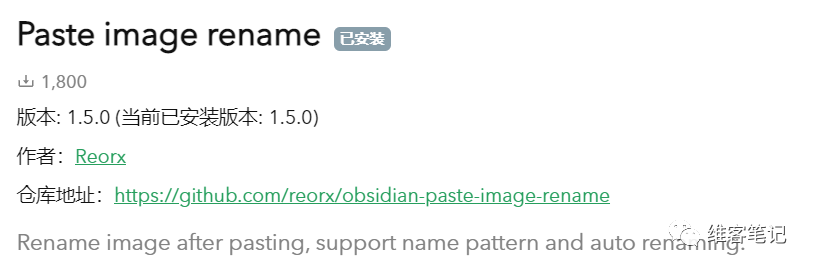 Paste image rename 已安装
1,800
版本: 1.5.0 (当前已安装版本: 1.5.0)
作者：Reorx
仓库地址：https://github.com/reorx/obsidian-paste-image-rename
Rename image after pasting, support name pattern and auto renaming.
维客笔记